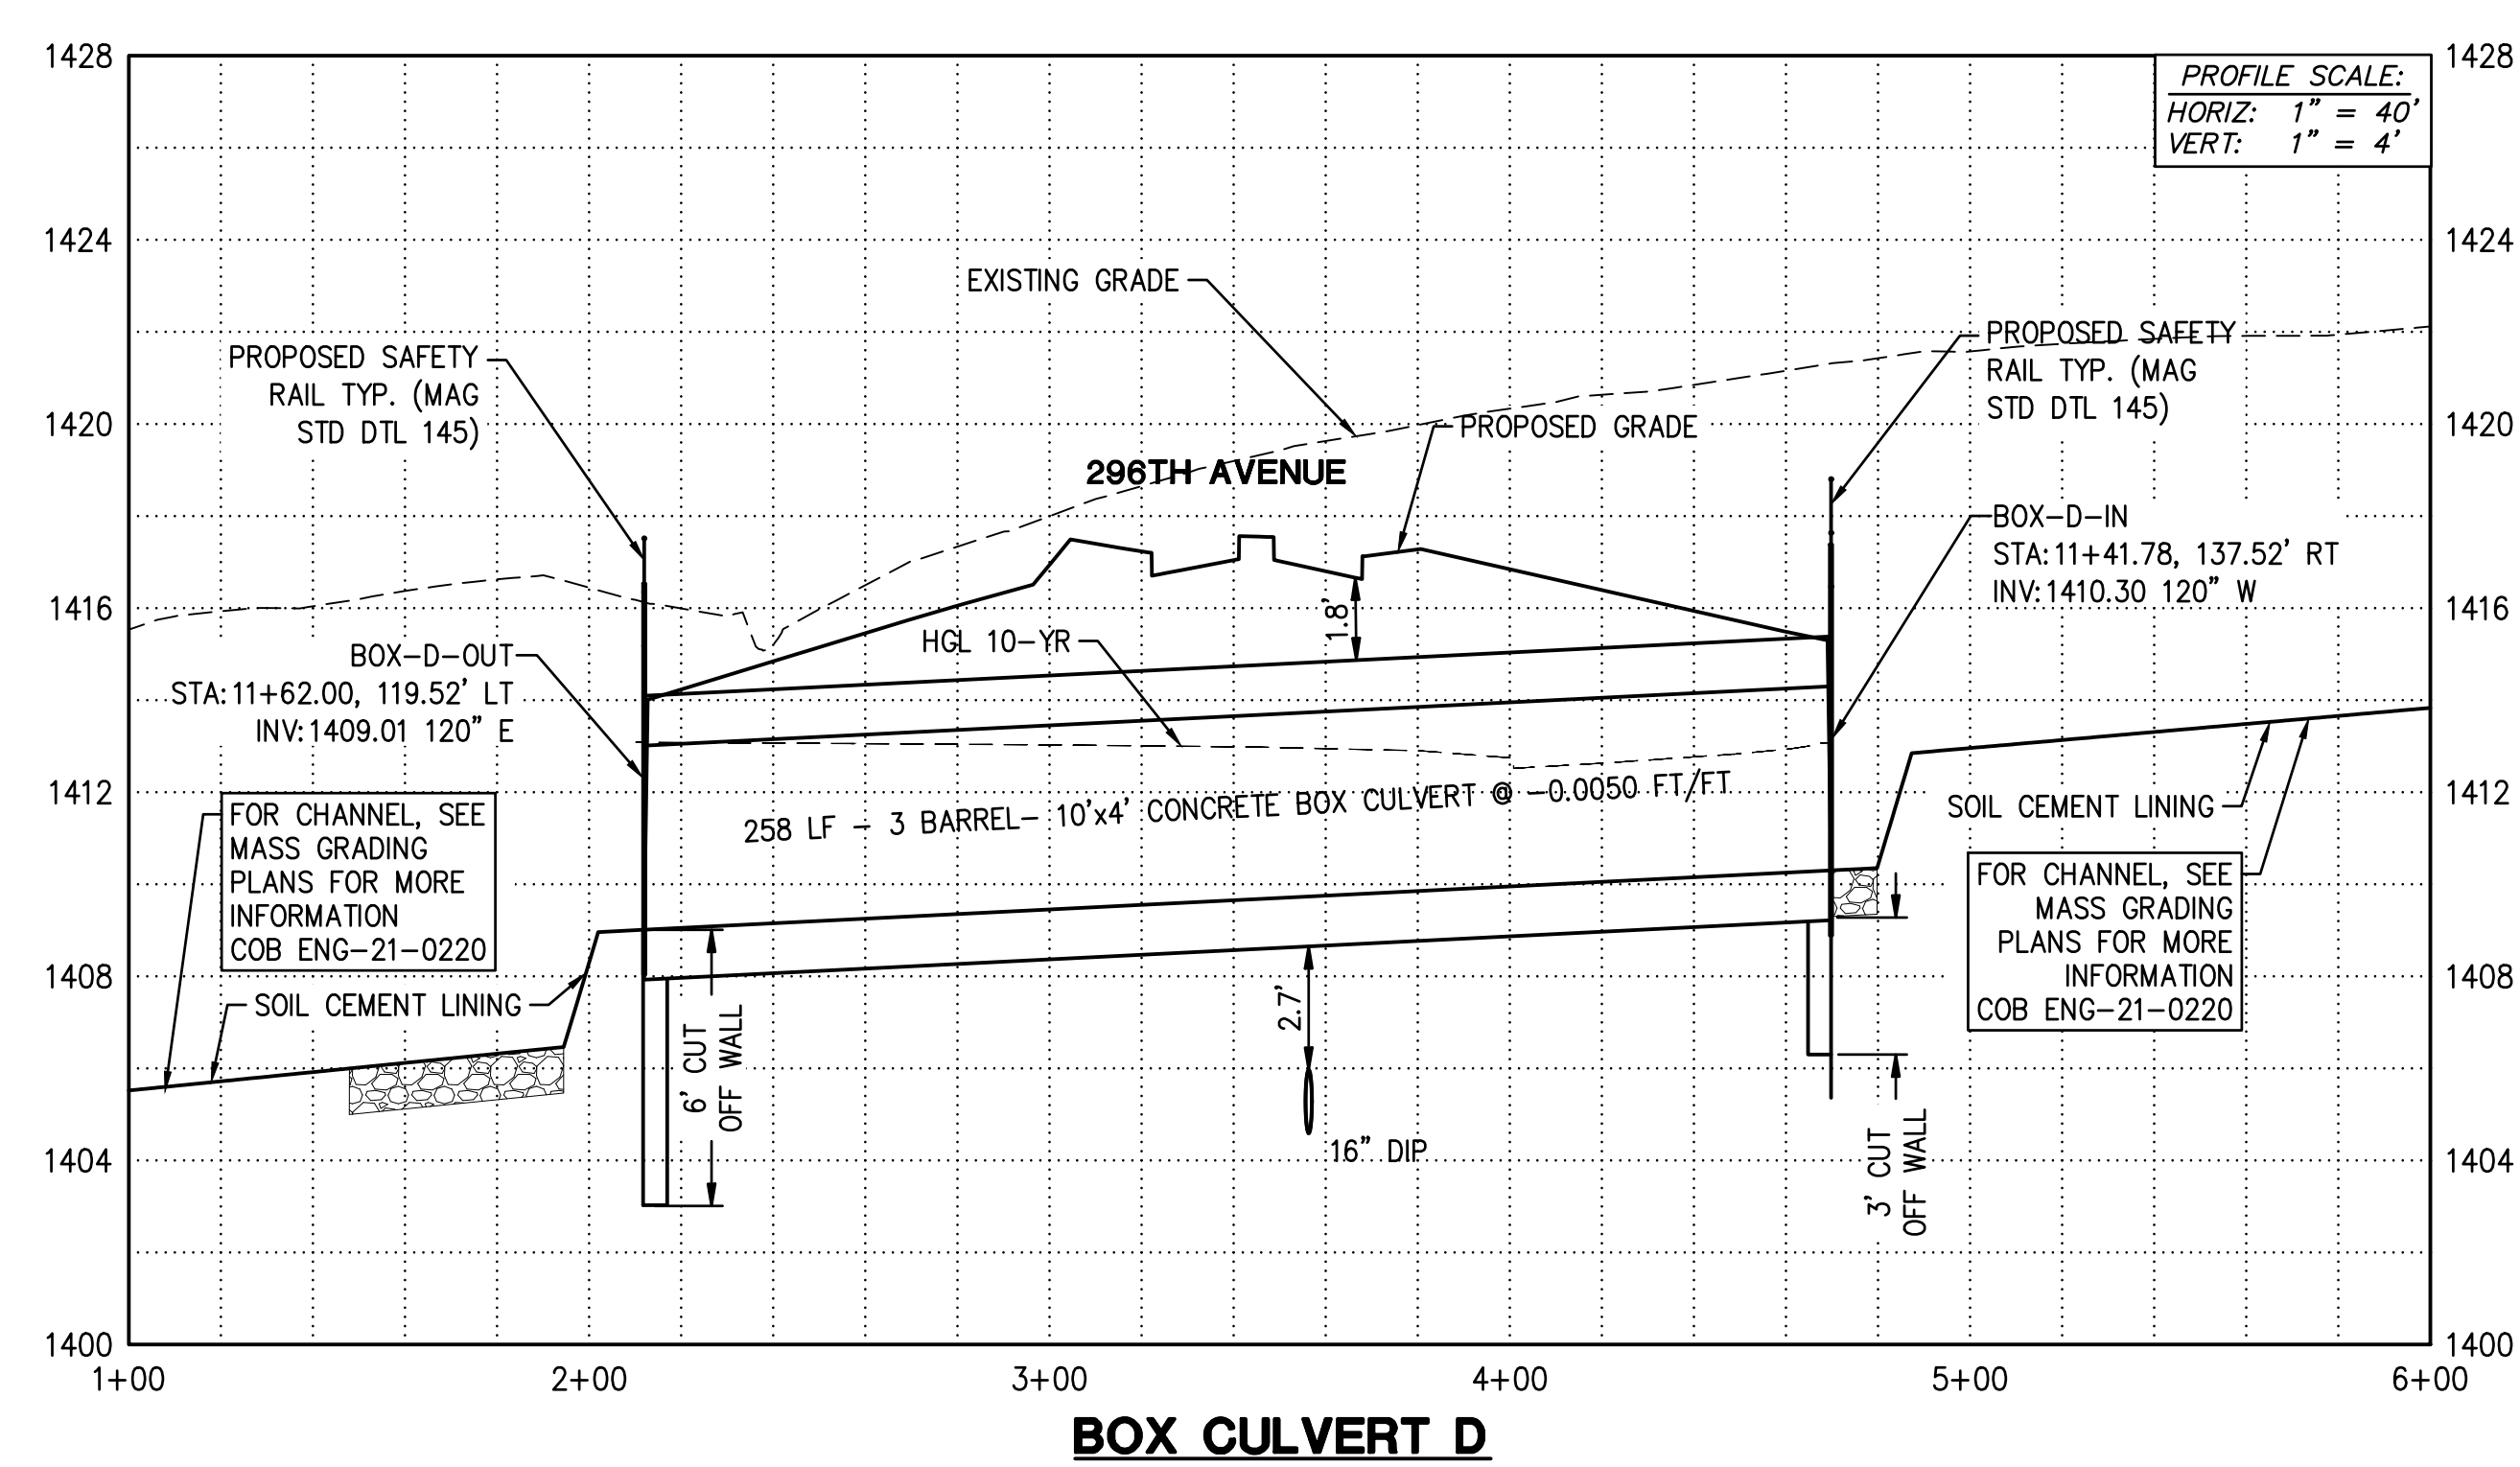 1428
1424
1420
1416
1412
1408
1404
1400
1428
1424
1420
1416
1412
1408
1404
1400
PROFILE SCALE:
HORIZ: 1" = 40'
VERT: 1" = 4'
EXISTING GRADE
PROPOSED SAFETY
RAIL TYP. (MAG
STD DTL 145)
PROPOSED SAFETY
RAIL TYP. (MAG
STD DTL 145)
PROPOSED GRADE
296TH AVENUE
BOX-D-IN
STA:11+41.78, 137.52' RT
INV:1410.30 120" W
1.8'
HGL 10-YR
BOX-D-OUT
STA:11+62.00, 119.52' LT
INV:1409.01 120" E
258 LF - 3 BARREL- 10'x4' CONCRETE BOX CULVERT @ -0.0050 FT/FT
FOR CHANNEL, SEE
MASS GRADING
PLANS FOR MORE
INFORMATION
COB ENG-21-0220
SOIL CEMENT LINING
SOIL CEMENT LINING
FOR CHANNEL, SEE
MASS GRADING
PLANS FOR MORE
INFORMATION
COB ENG-21-0220
6' CUT
OFF WALL
2.7'
16" DIP
3' CUT
OFF WALL
1+00
2+00
3+00
4+00
5+00
6+00
BOX CULVERT D